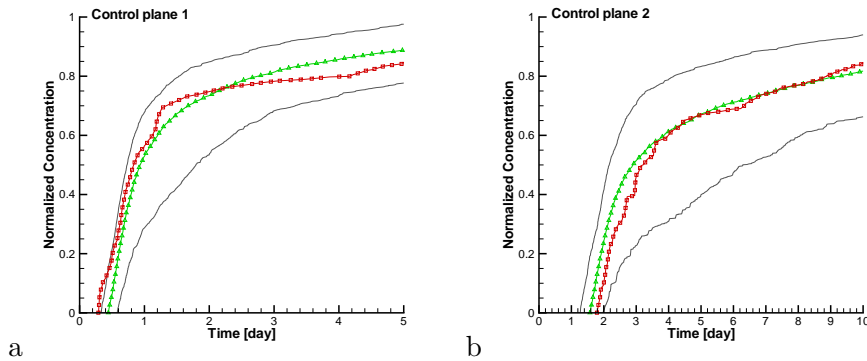 Control plane 1
Normalized Concentration
1
0.8
0.6
0.4
0.2
0
0 1 2 3 4 5
Time [day]
a
Control plane 2
Normalized Concentration
1
0.8
0.6
0.4
0.2
0
0 1 2 3 4 5 6 7 8 9 10
Time [day]
b